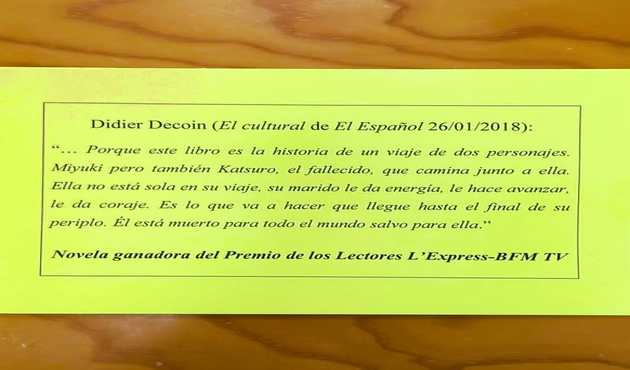 Didier Decoin (El cultural de El Español 26/01/2018):
“… Porque este libro es la historia de un viaje de dos personajes.
Miyuki pero también Katsuro, el fallecido, que camina junto a ella.
Ella no está sola en su viaje, su marido le da energía, le hace avanzar,
le da coraje. Es lo que va a hacer que llegue hasta el final de su
periplo. Él está muerto para todo el mundo salvo para ella.”
Novela ganadora del Premio de los Lectores L’Express-BFM TV